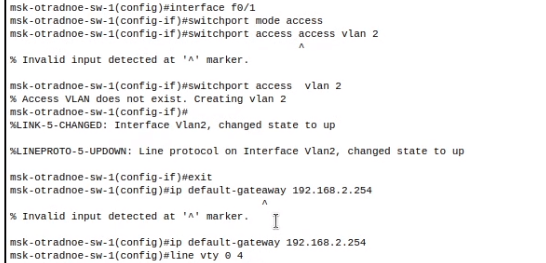 msk-otradnoe-sw-1(config)#interface f0/1
msk-otradnoe-sw-1(config-if)#switchport mode access
msk-otradnoe-sw-1(config-if)#switchport access access vlan 2
^
% Invalid input detected at '^' marker.
msk-otradnoe-sw-1(config-if)#switchport access  vlan 2
% Access VLAN does not exist. Creating vlan 2
msk-otradnoe-sw-1(config-if)#
%LINK-5-CHANGED: Interface Vlan2, changed state to up
%LINEPROTO-5-UPDOWN: Line protocol on Interface Vlan2, changed state to up
msk-otradnoe-sw-1(config-if)#exit
msk-otradnoe-sw-1(config)#ip default-gateaway 192.168.2.254
^
% Invalid input detected at '^' marker.
msk-otradnoe-sw-1(config)#ip default-gateway 192.168.2.254
msk-otradnoe-sw-1(config)#line vty 0 4